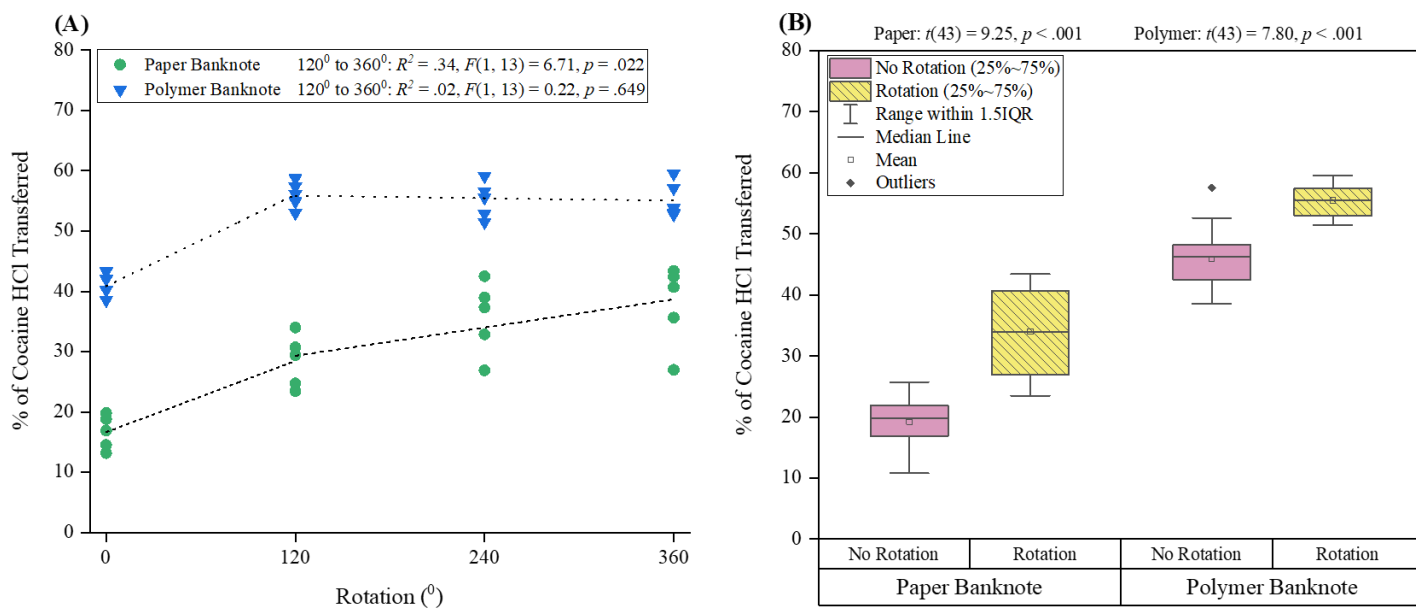 (A)
% of Cocaine HCl Transferred
80
70
60
50
40
30
20
10
0
Paper Banknote 120⁰ to 360⁰: R² = .34, F(1, 13) = 6.71, p = .022
Polymer Banknote 120⁰ to 360⁰: R² = .02, F(1, 13) = 0.22, p = .649
0 120 240 360
Rotation (⁰)
(B)
Paper: t(43) = 9.25, p < .001 Polymer: t(43) = 7.80, p < .001
% of Cocaine HCl Transferred
80
70
60
50
40
30
20
10
0
No Rotation (25%~75%)
Rotation (25%~75%)
Range within 1.5IQR
Median Line
Mean
Outliers
No Rotation Rotation No Rotation Rotation
Paper Banknote Polymer Banknote